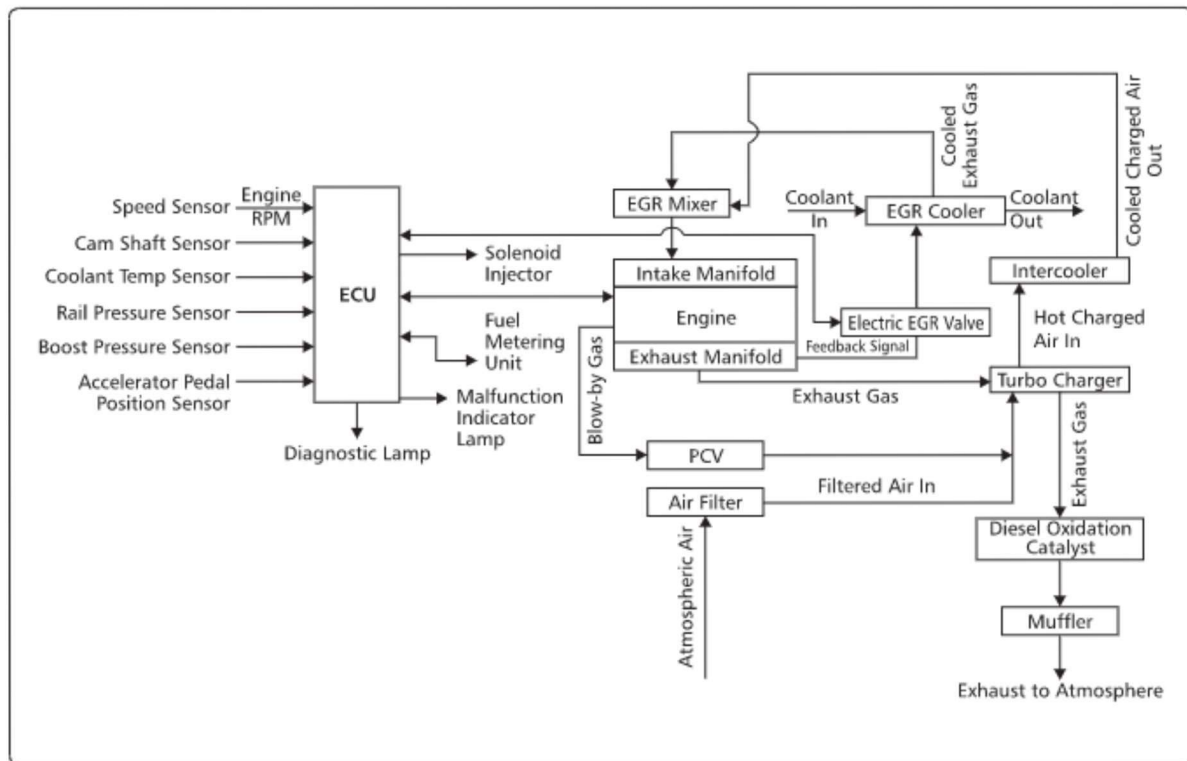 Speed Sensor
Engine
RPM
Cam Shaft Sensor
Coolant Temp Sensor
Rail Pressure Sensor
Boost Pressure Sensor
Accelerator Pedal
Position Sensor
ECU
Diagnostic Lamp
Solenoid
Injector
Fuel
Metering
Unit
Malfunction
Indicator
Lamp
EGR Mixer
Intake Manifold
Engine
Exhaust Manifold
Blow-by Gas
PCV
Air Filter
Atmospheric Air
Filtered Air In
Exhaust Gas
Feedback Signal
Electric EGR Valve
Coolant
In
EGR Cooler
Coolant
Out
Cooled
Exhaust Gas
Cooled Charged Air
Out
Intercooler
Hot Charged
Air In
Turbo Charger
Exhaust Gas
Diesel Oxidation
Catalyst
Muffler
Exhaust to Atmosphere